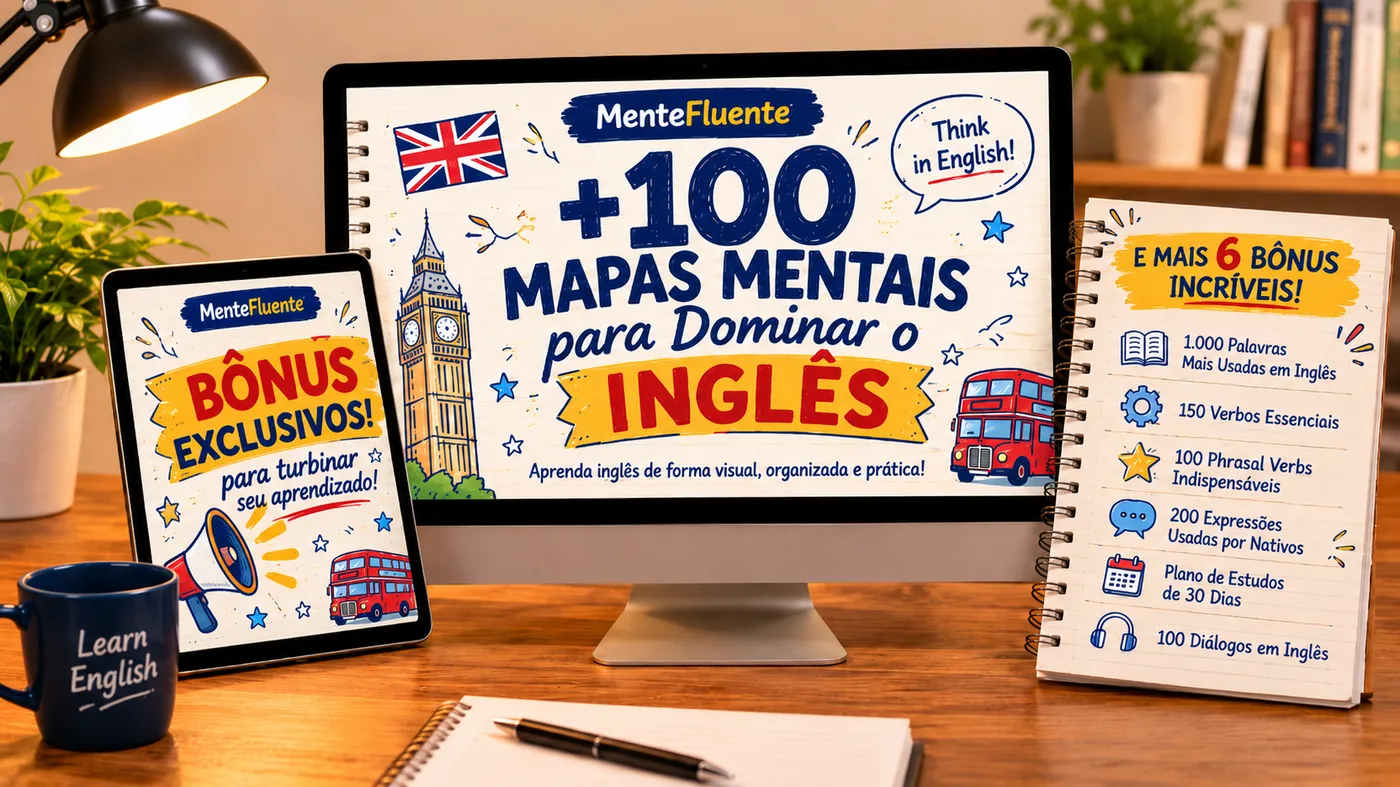 MenteFluente
+100
MAPAS MENTAIS
para Dominar o
INGLÊS
Aprenda inglês de forma visual, organizada e prática!
Think
in English!
MenteFluente
BÔNUS
EXCLUSIVOS!
para turbinar
seu aprendizado!
Learn
English
E MAIS 6 BÔNUS
INCRÍVEIS!
1.000 Palavras
Mais Usadas em Inglês
150 Verbos Essenciais
100 Phrasal Verbs
Indispensáveis
200 Expressões
Usadas por Nativos
Plano de Estudos
de 30 Dias
100 Diálogos em Inglês